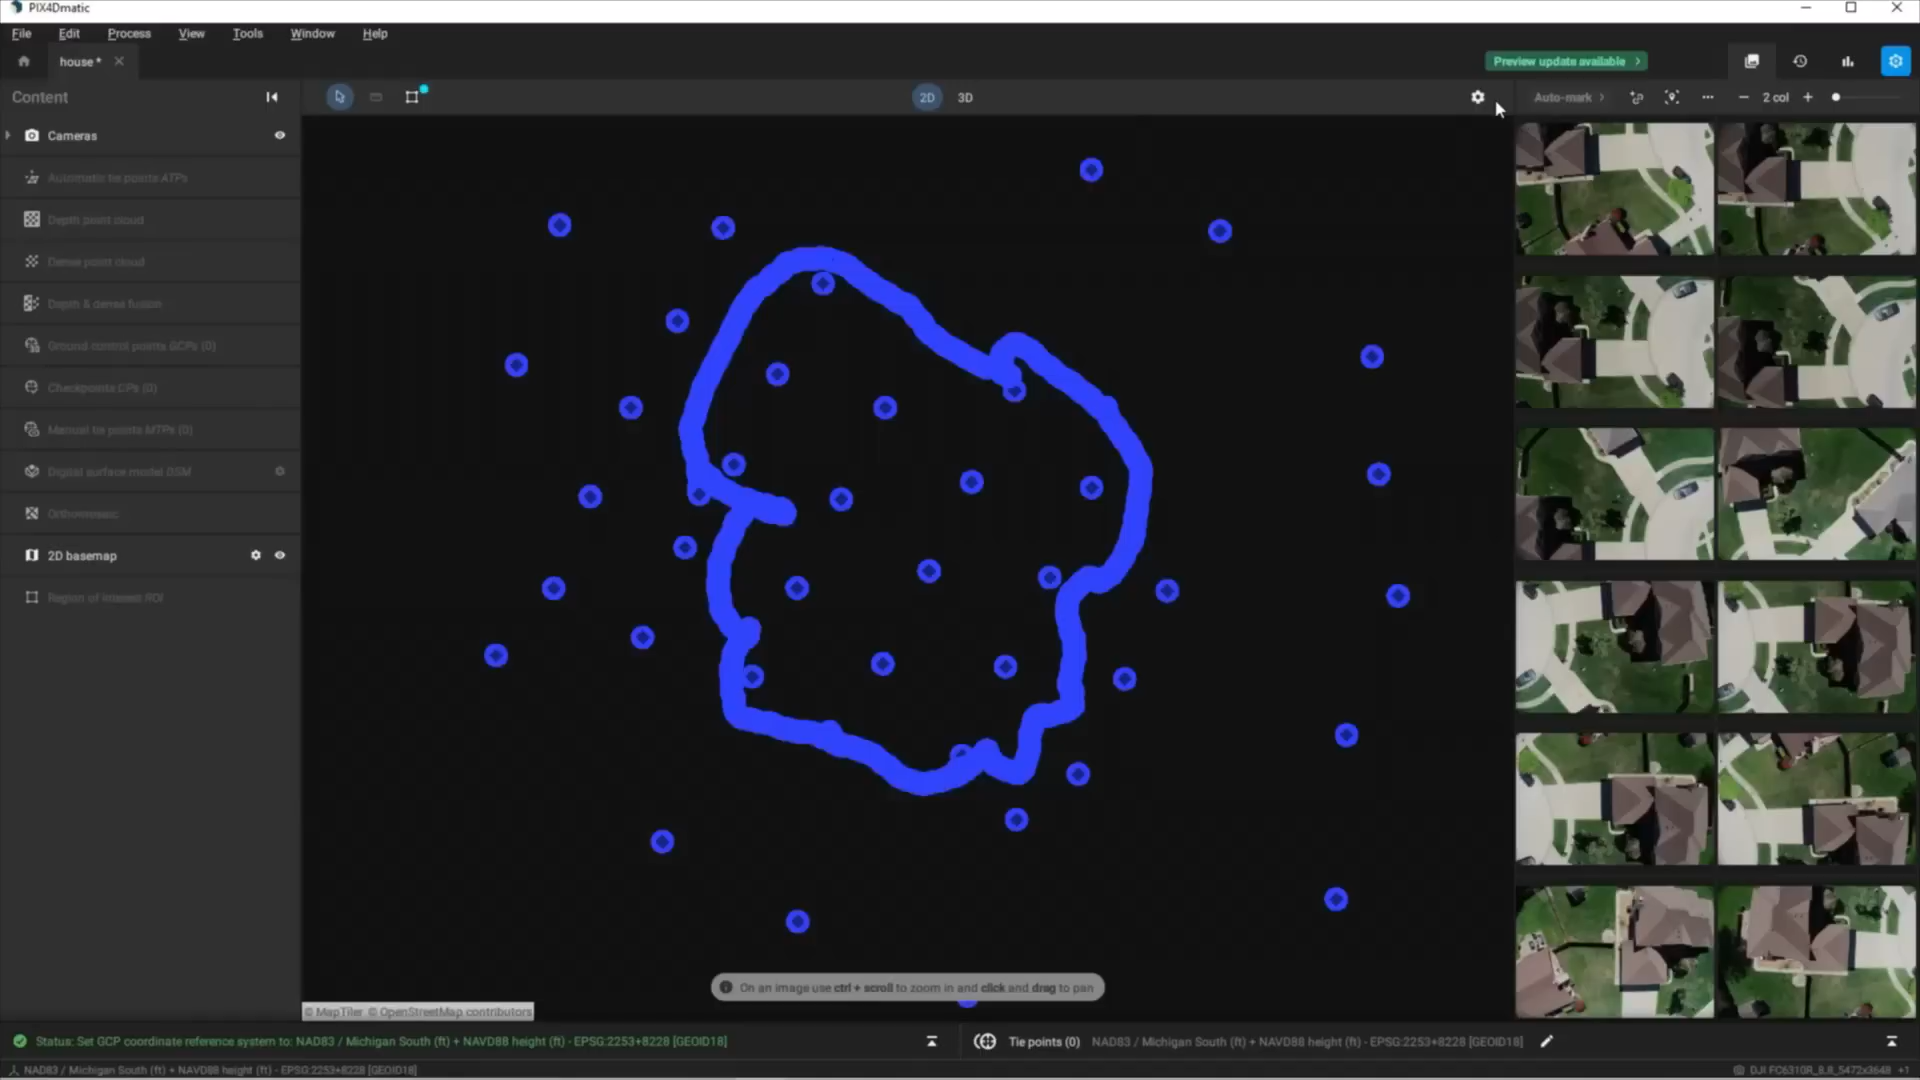 PIX4Dmatic
File Edit Process View Tools Window Help
house *
Preview update available
Content
2D 3D
Auto-mark
2 col
Cameras
Automatic tie points ATPs
Depth point cloud
Dense point cloud
Depth & dense fusion
Ground control points GCPs (0)
Checkpoints CPs (0)
Manual tie points MTPs (0)
Digital surface model DSM
Orthomosaic
2D basemap
Region of interest ROI
On an image use ctrl + scroll to zoom in and click and drag to pan
© MapTiler © OpenStreetMap contributors
Status: Set GCP coordinate reference system to: NAD83 / Michigan South (ft) + NAVD88 height (ft) - EPSG:2253+8228 [GEOID18]
Tie points (0) NAD83 / Michigan South (ft) + NAVD88 height (ft) - EPSG:2253+8228 [GEOID18]
NAD83 / Michigan South (ft) + NAVD88 height (ft) - EPSG:2253+8228 [GEOID18]
DJI FC6310R_8.8_5472x3648 +1